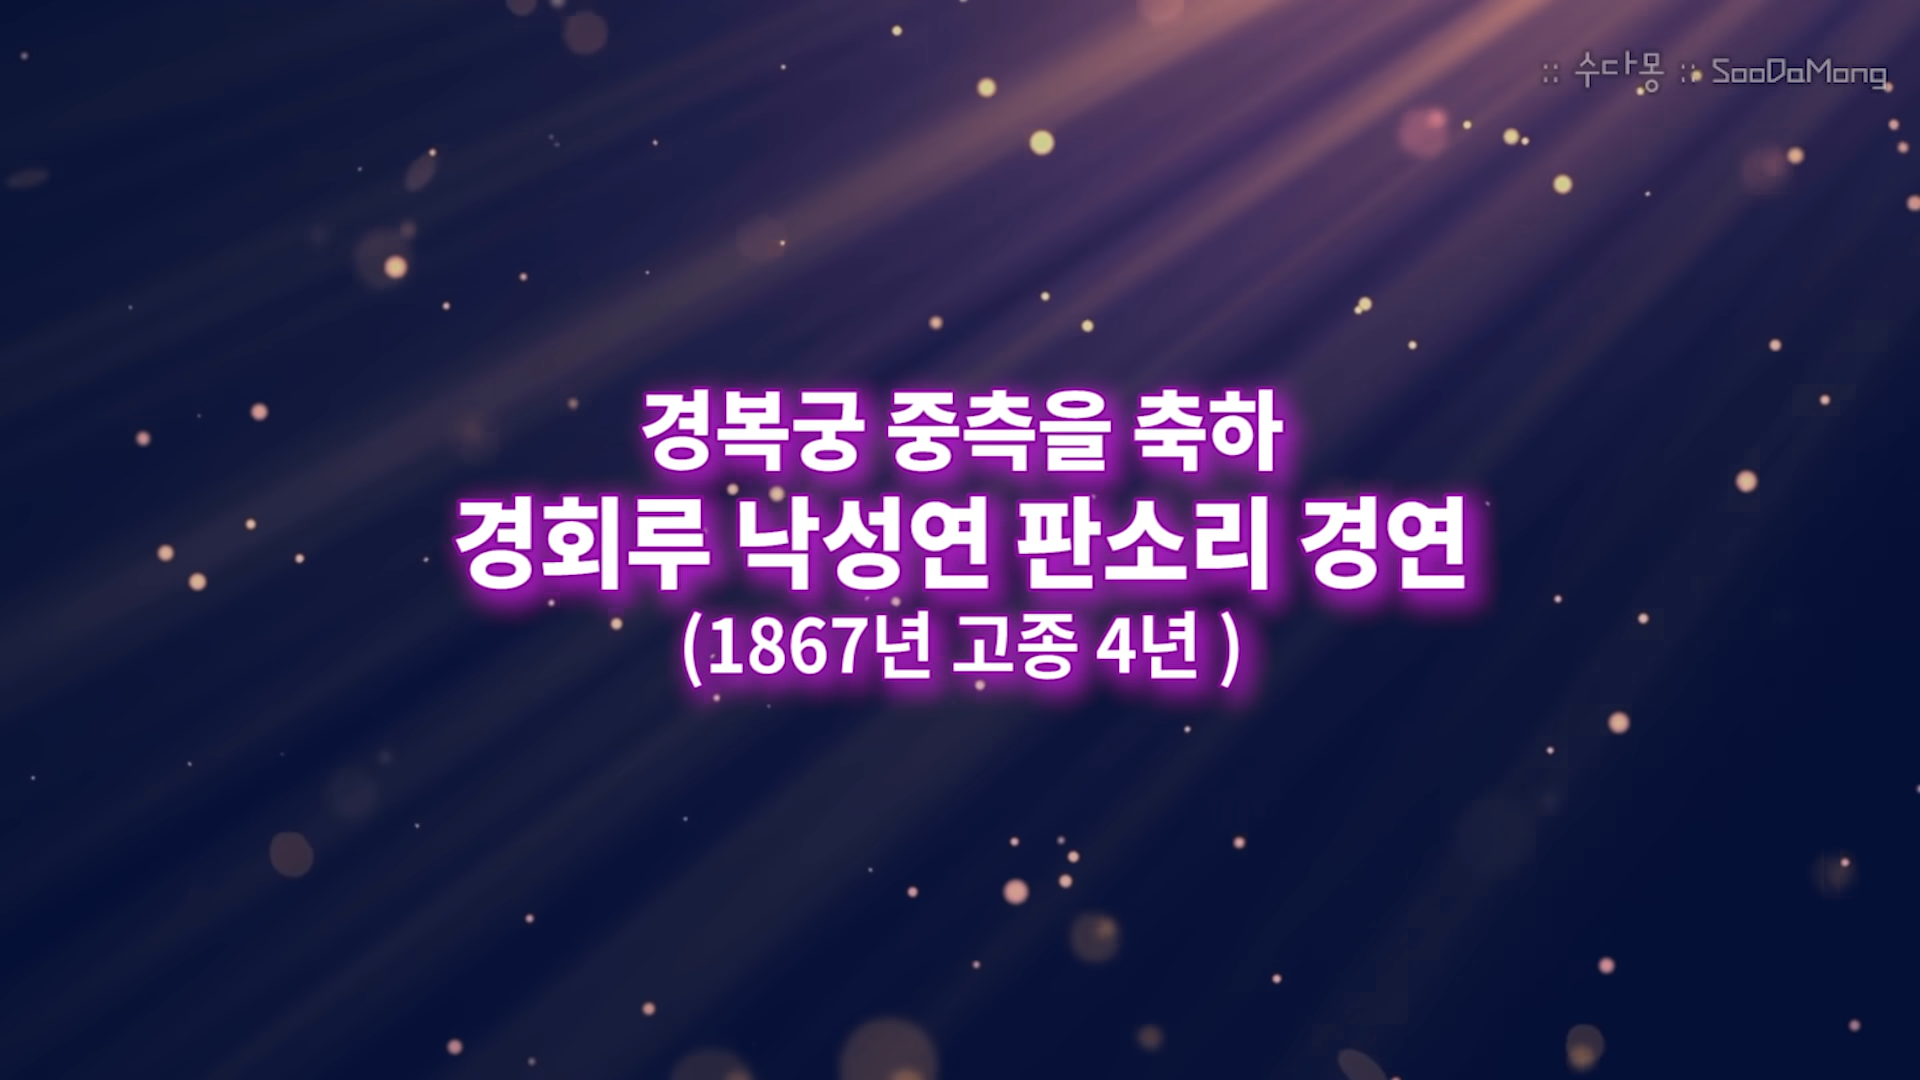 :: 수다몽 :: SooDaMong
경복궁 중측을 축하
경회루 낙성연 판소리 경연
(1867년 고종 4년 )